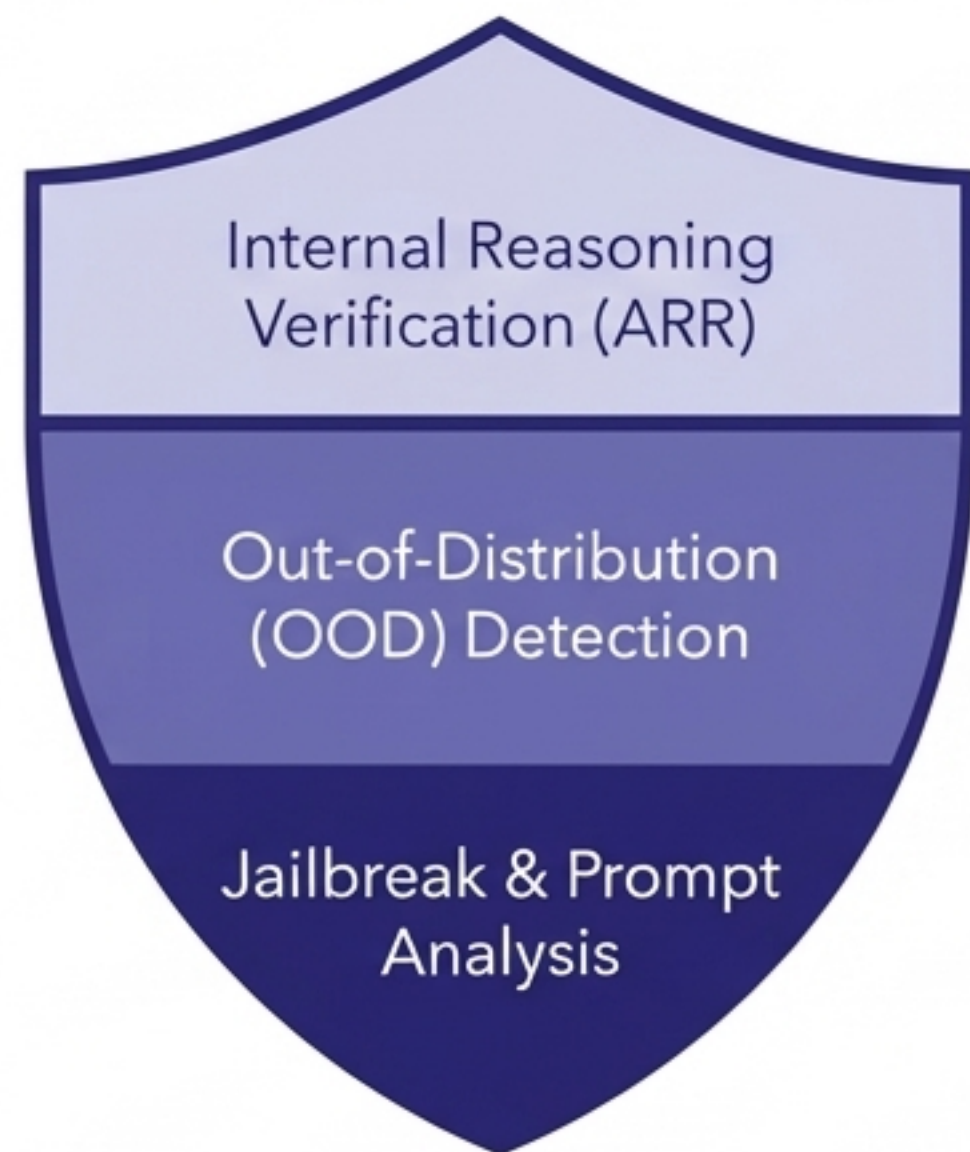 Internal Reasoning
Verification (ARR)
Out-of-Distribution
(OOD) Detection
Jailbreak & Prompt
Analysis